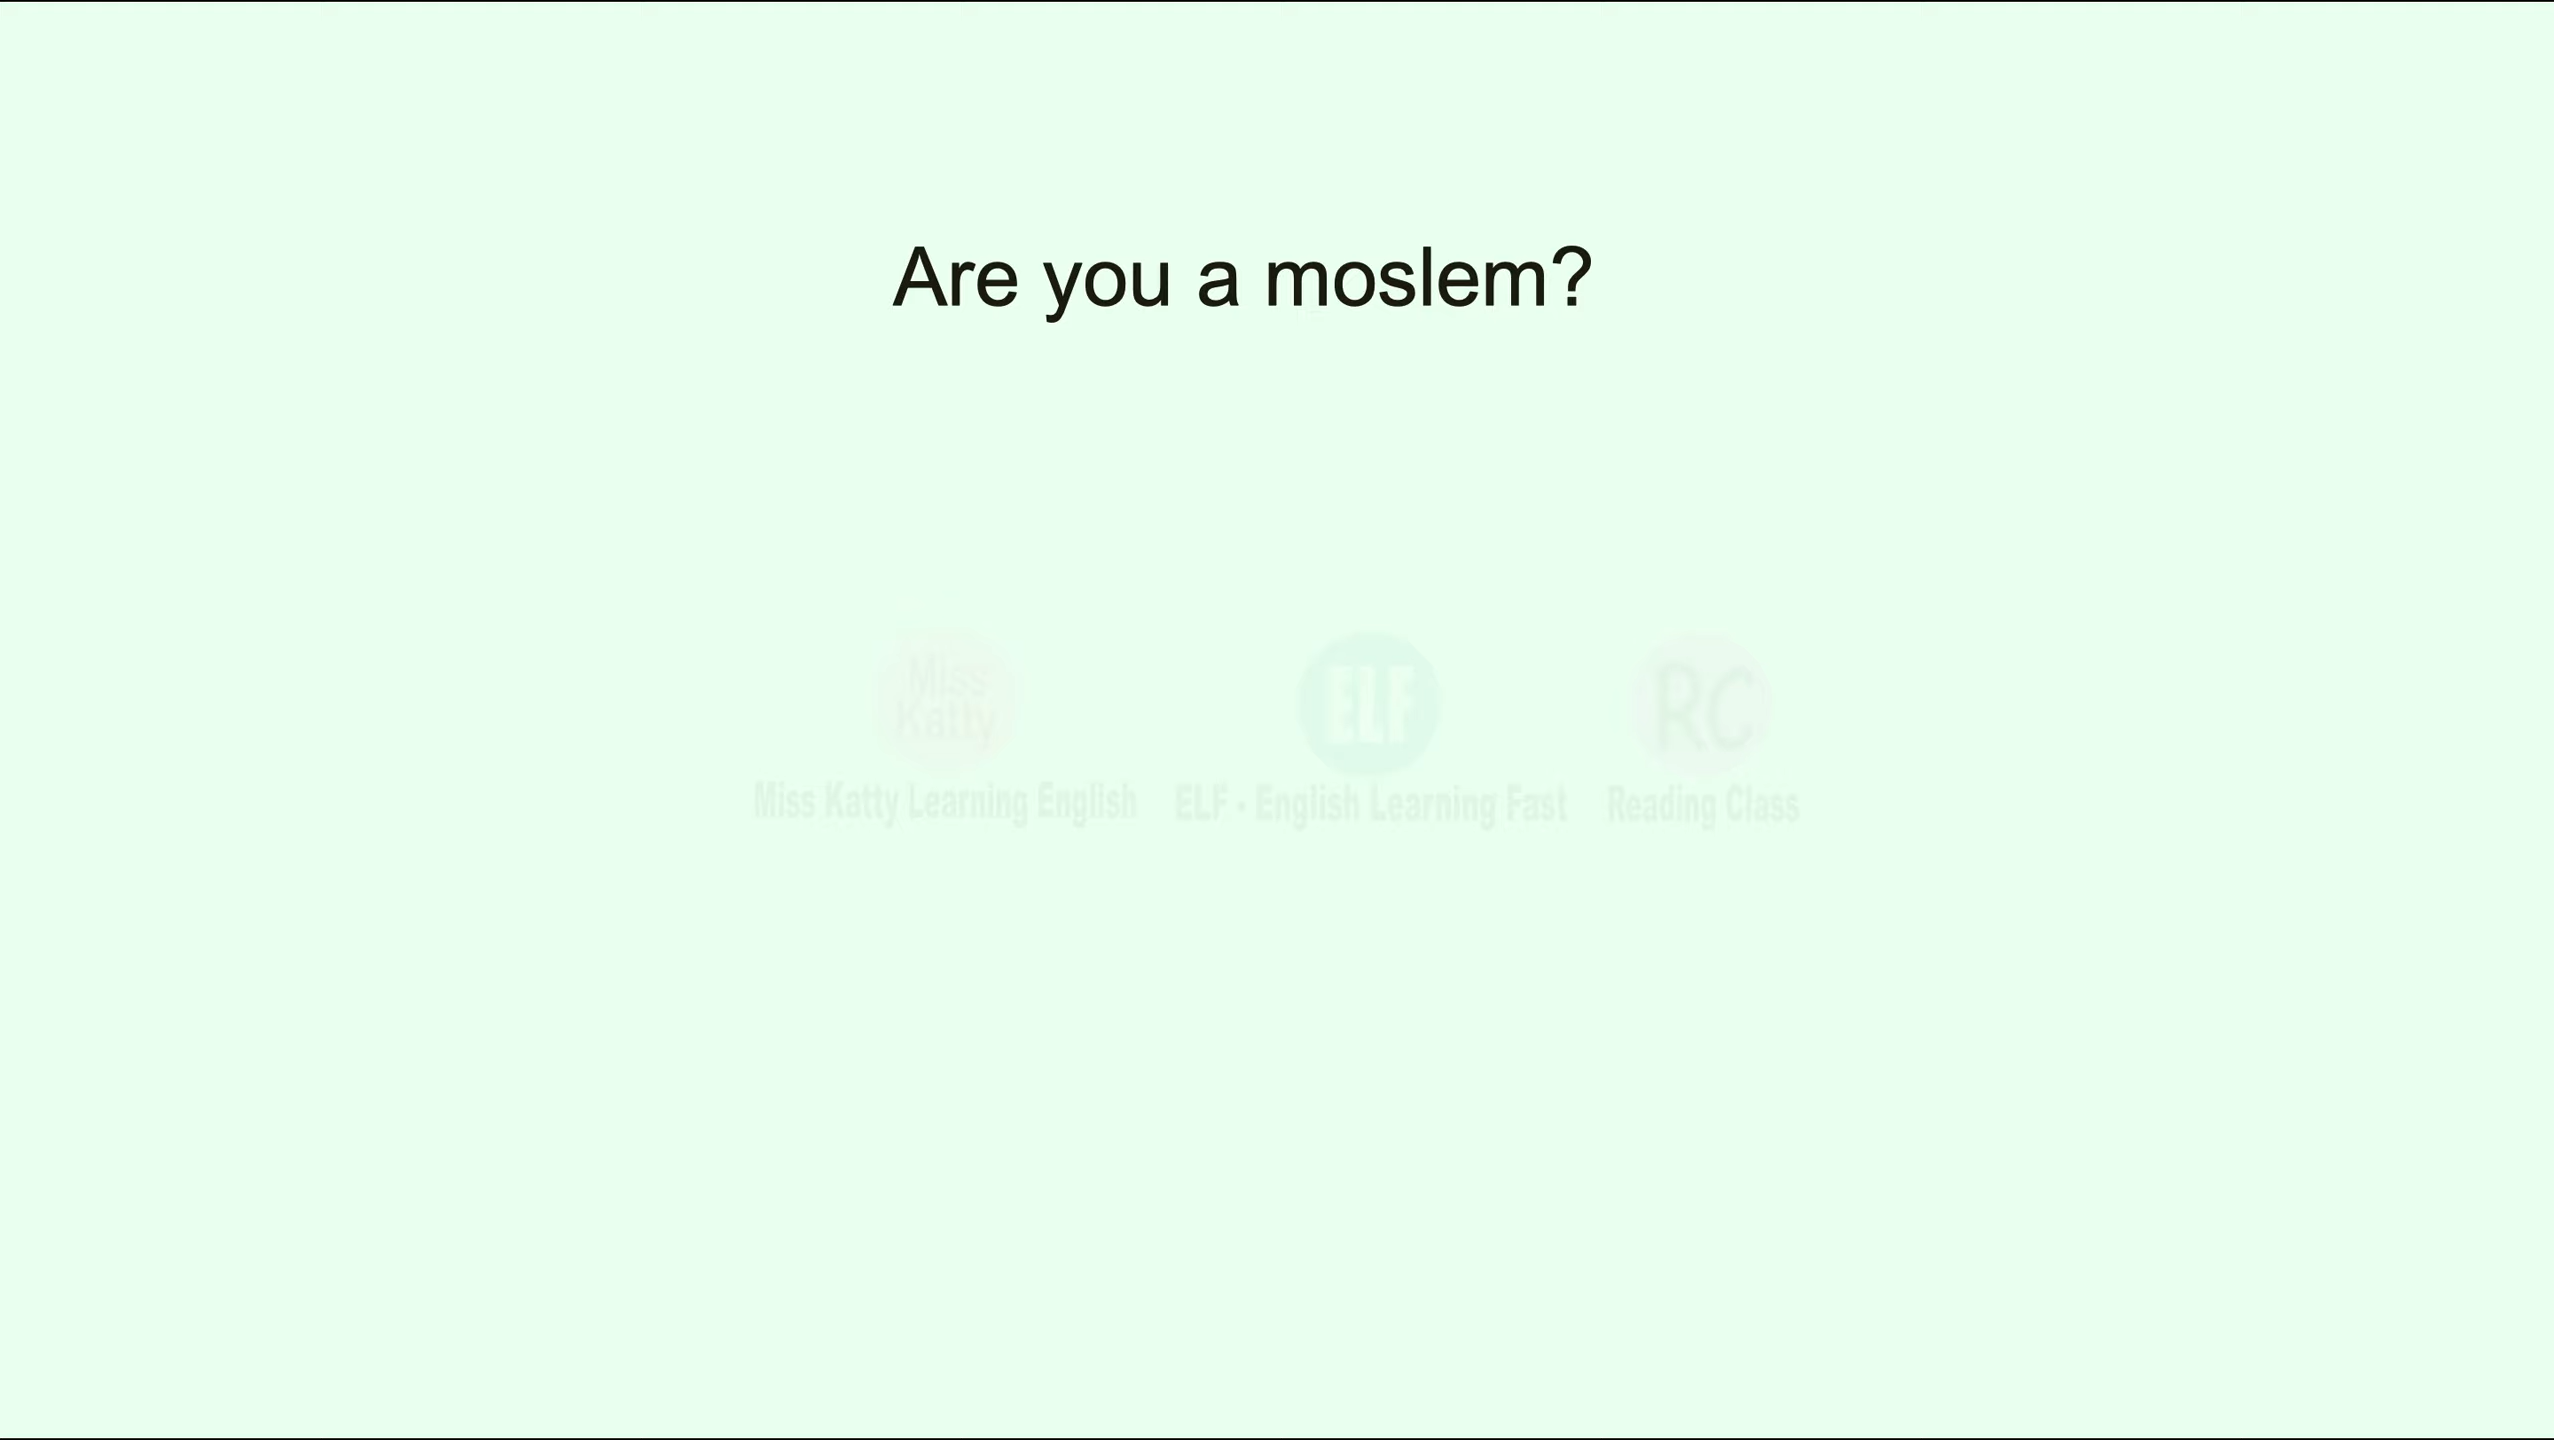 Are you a moslem?
Miss Katty
ELF
RC
Miss Katty Learning English
ELF - English Learning Fast
Reading Class